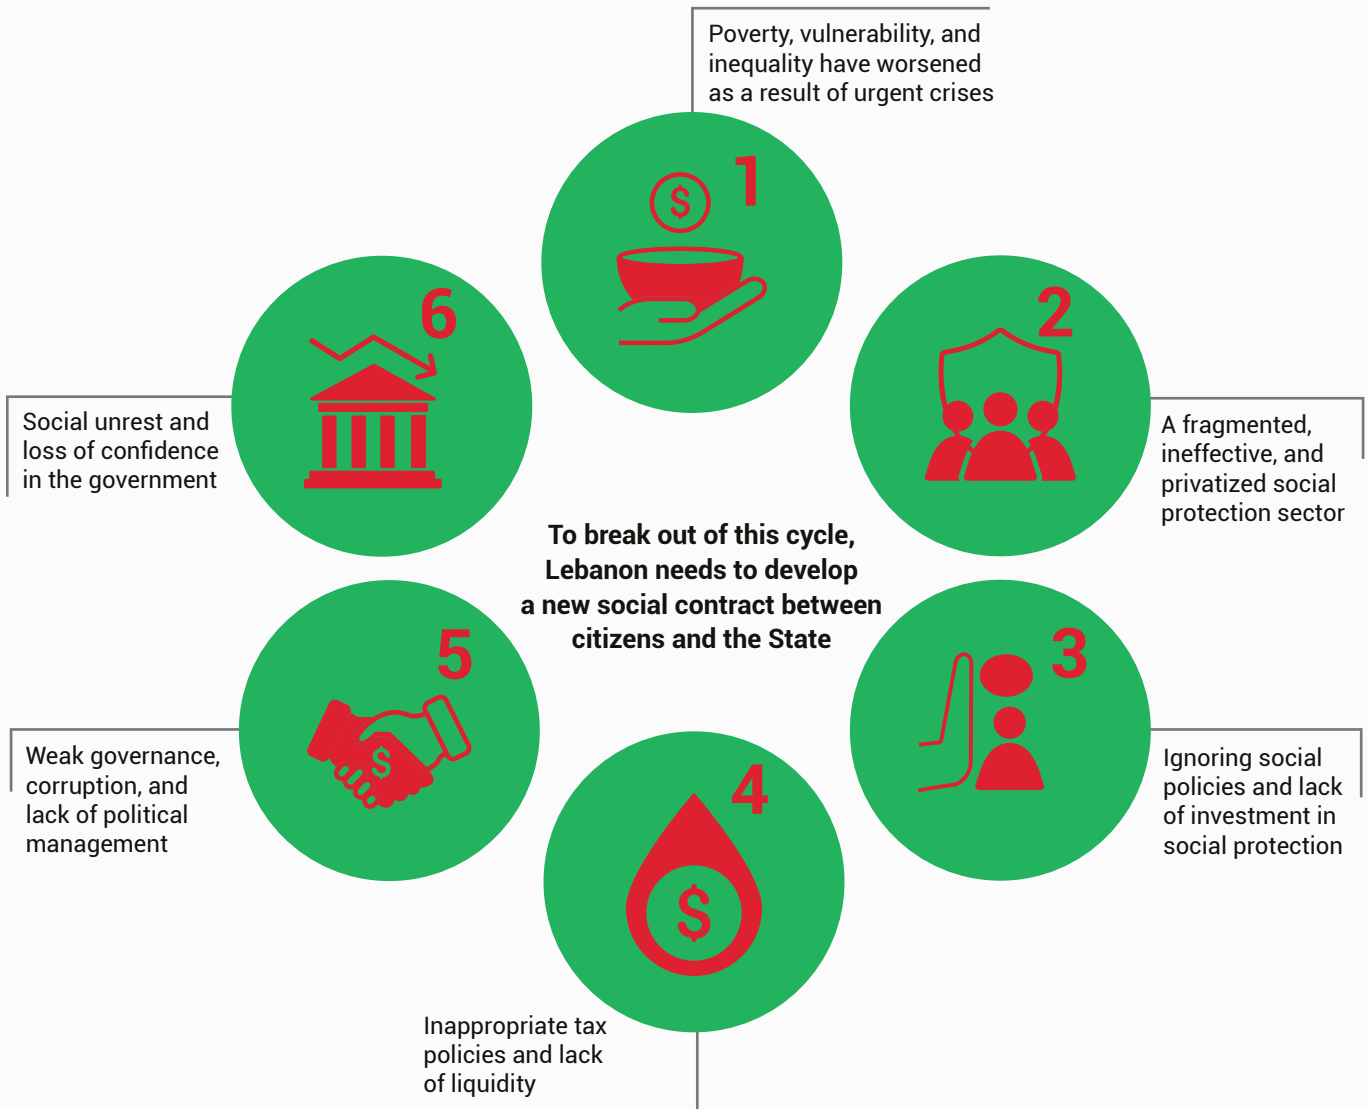 1
Poverty, vulnerability, and
inequality have worsened
as a result of urgent crises
$
2
A fragmented,
ineffective, and
privatized social
protection sector
3
Ignoring social
policies and lack
of investment in
social protection
4
$
Inappropriate tax
policies and lack
of liquidity
5
$
Weak governance,
corruption, and
lack of political
management
6
Social unrest and
loss of confidence
in the government
To break out of this cycle,
Lebanon needs to develop
a new social contract between
citizens and the State